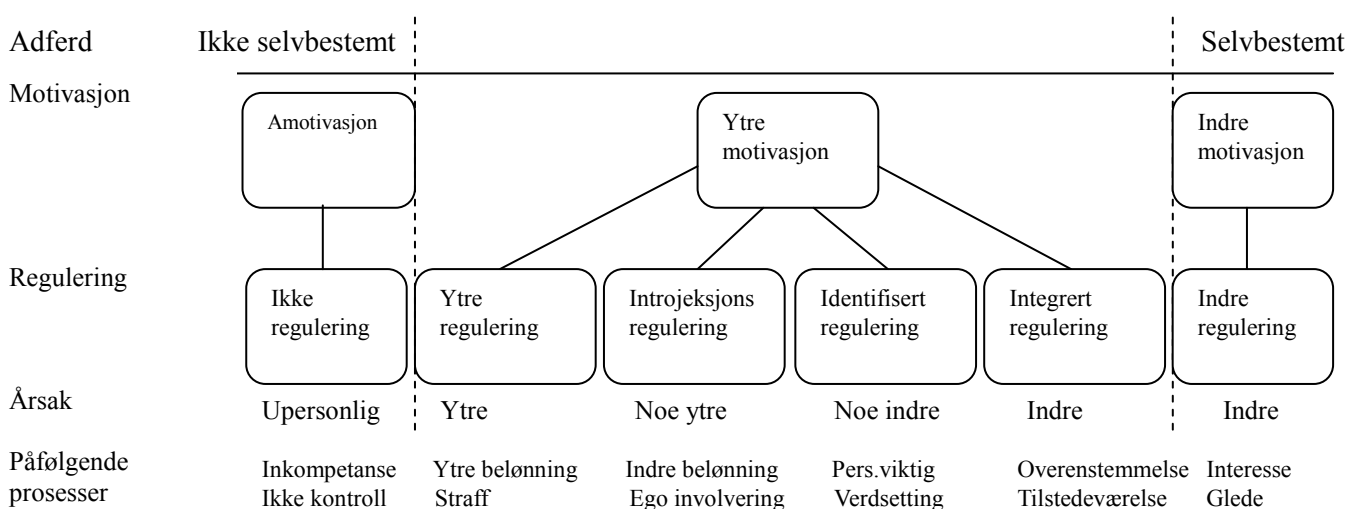 Adferd Ikke selvbestemt Selvbestemt
Motivasjon
Amotivasjon Ytre Indre
motivasjon motivasjon
Regulering
Ikke Ytre Introjeksjons Identifisert Integrert Indre
regulering regulering regulering regulering regulering regulering
Årsak
Upersonlig Ytre Noe ytre Noe indre Indre Indre
Påfølgende Inkompetanse Ytre belønning Indre belønning Pers.viktig Overenstemmelse Interesse
prosesser Ikke kontroll Straff Ego involvering Verdsetting Tilstedeværelse Glede